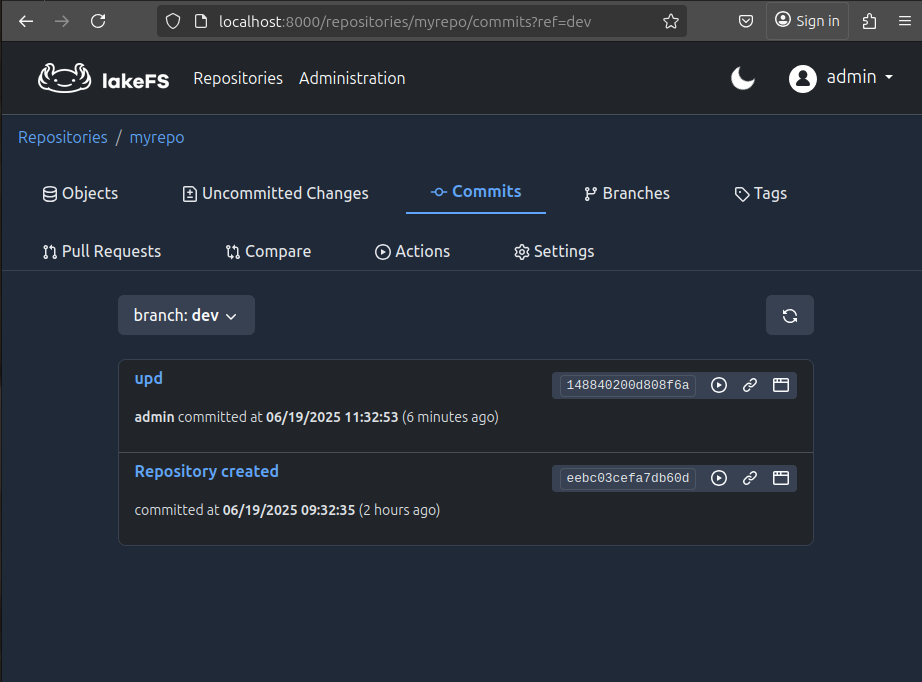 localhost:8000/repositories/myrepo/commits?ref=dev
Sign in
lakeFS Repositories Administration admin
Repositories / myrepo
Objects Uncommitted Changes Commits Branches Tags
Pull Requests Compare Actions Settings
branch: dev
upd 148840200d808f6a
admin committed at 06/19/2025 11:32:53 (6 minutes ago)
Repository created eebc03cefa7db60d
committed at 06/19/2025 09:32:35 (2 hours ago)